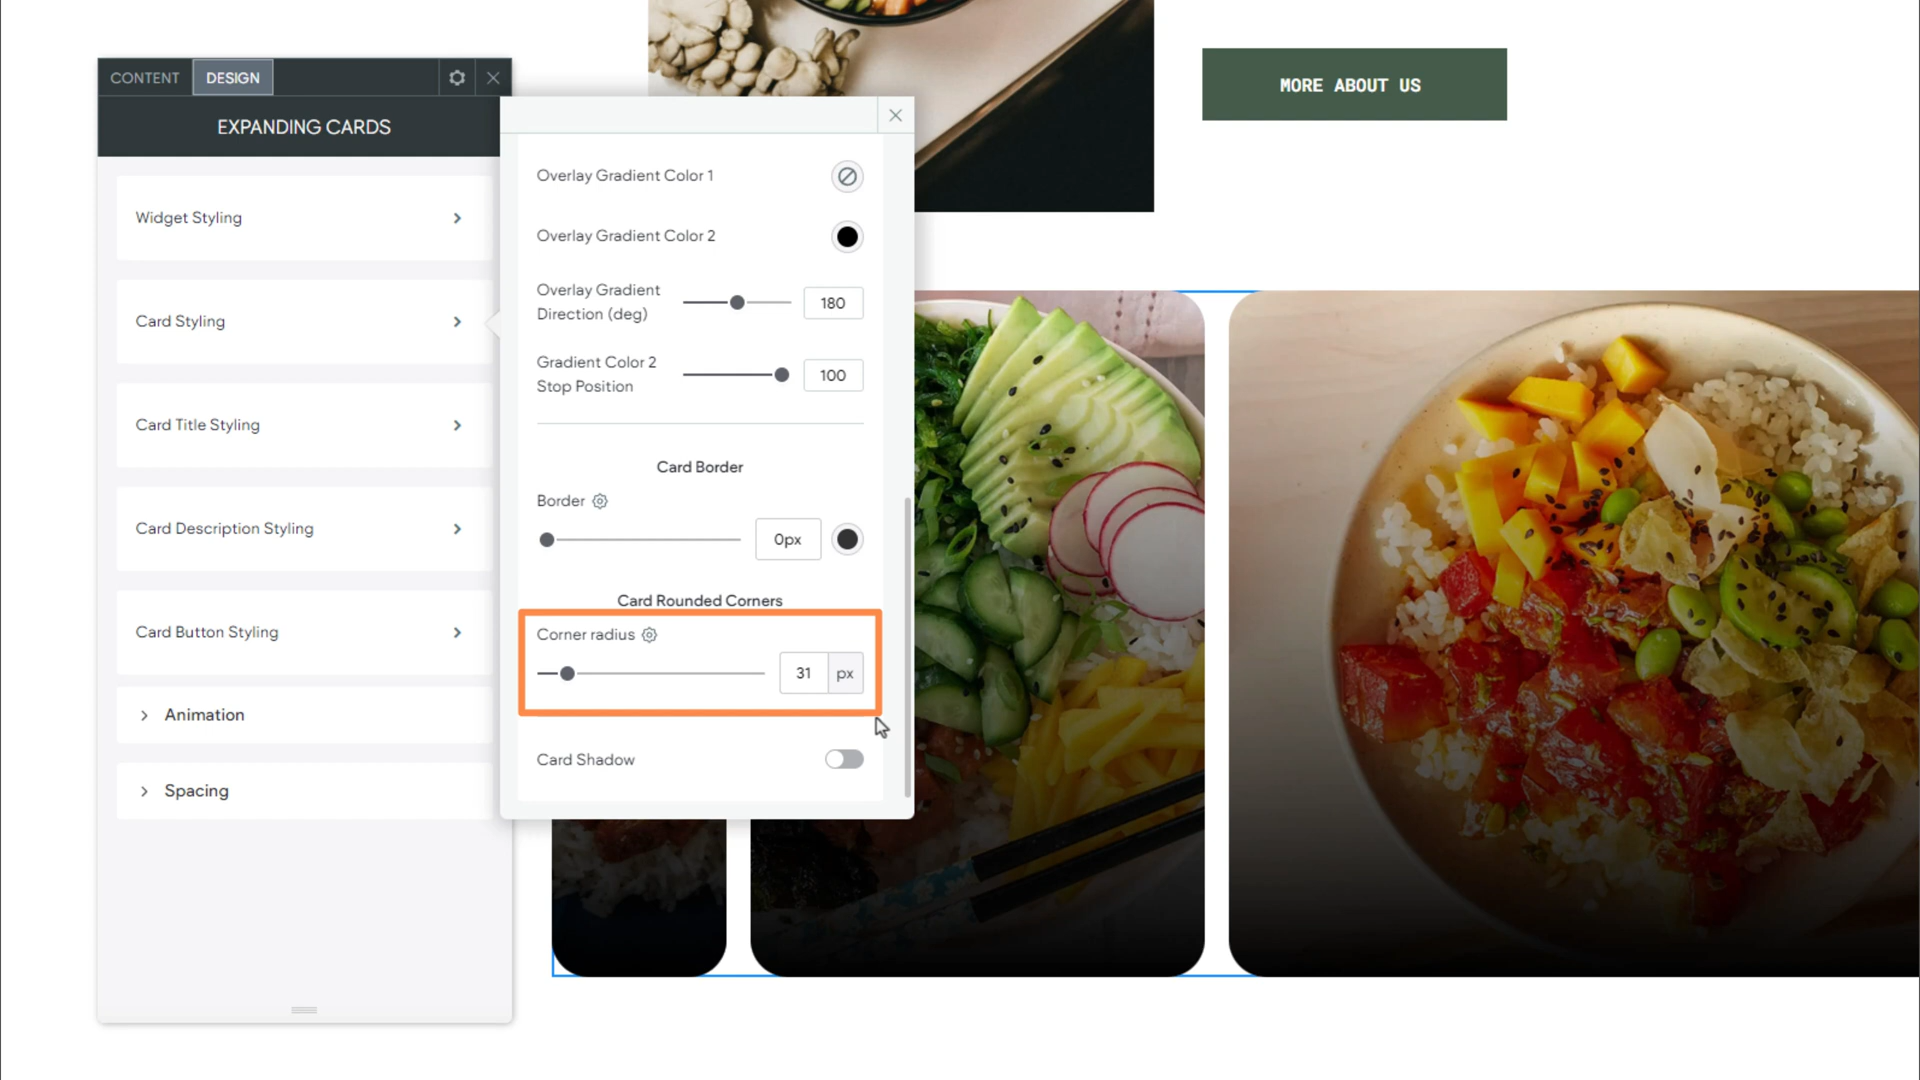 CONTENT
DESIGN
EXPANDING CARDS
Widget Styling
Card Styling
Card Title Styling
Card Description Styling
Card Button Styling
Animation
Spacing
Overlay Gradient Color 1
Overlay Gradient Color 2
Overlay Gradient
Direction (deg)
180
Gradient Color 2
Stop Position
100
Card Border
Border
0px
Card Rounded Corners
Corner radius
31 px
Card Shadow
MORE ABOUT US